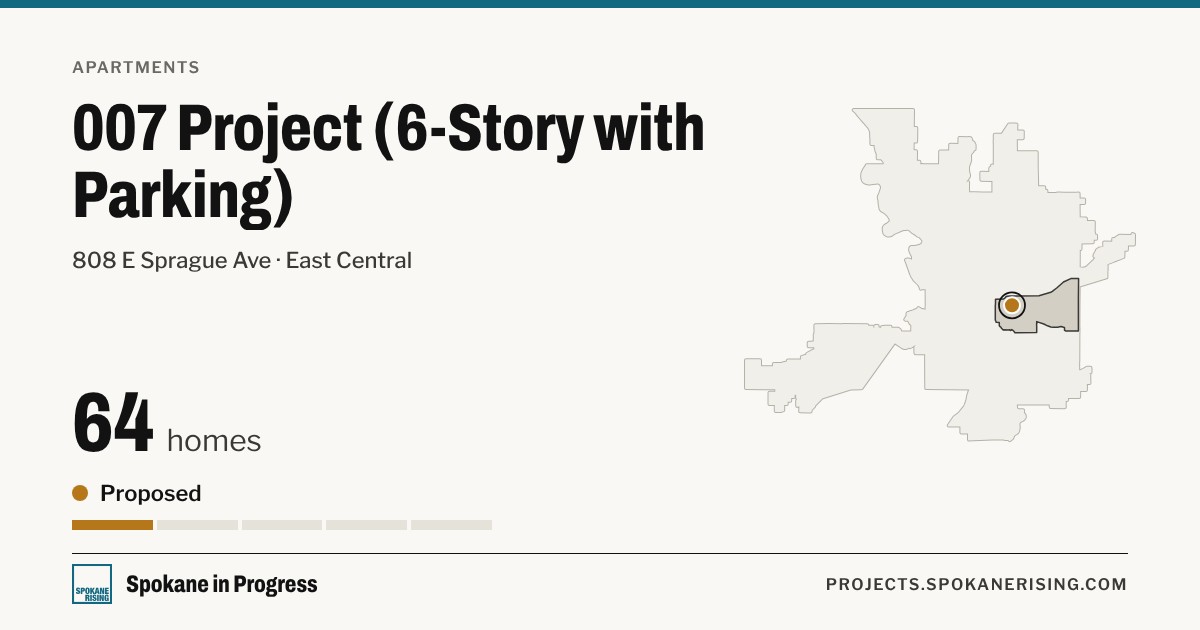 APARTMENTS
007 Project (6-Story with
Parking)
808 E Sprague Ave · East Central
64 homes
Proposed
SPOKANE
RISING
Spokane in Progress
PROJECTS.SPOKANERISING.COM